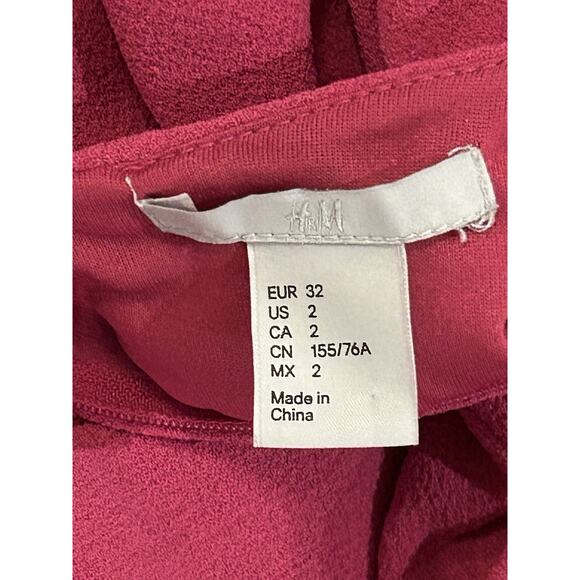 H&M
EUR 32
US 2
CA 2
CN 155/76A
MX 2
Made in
China